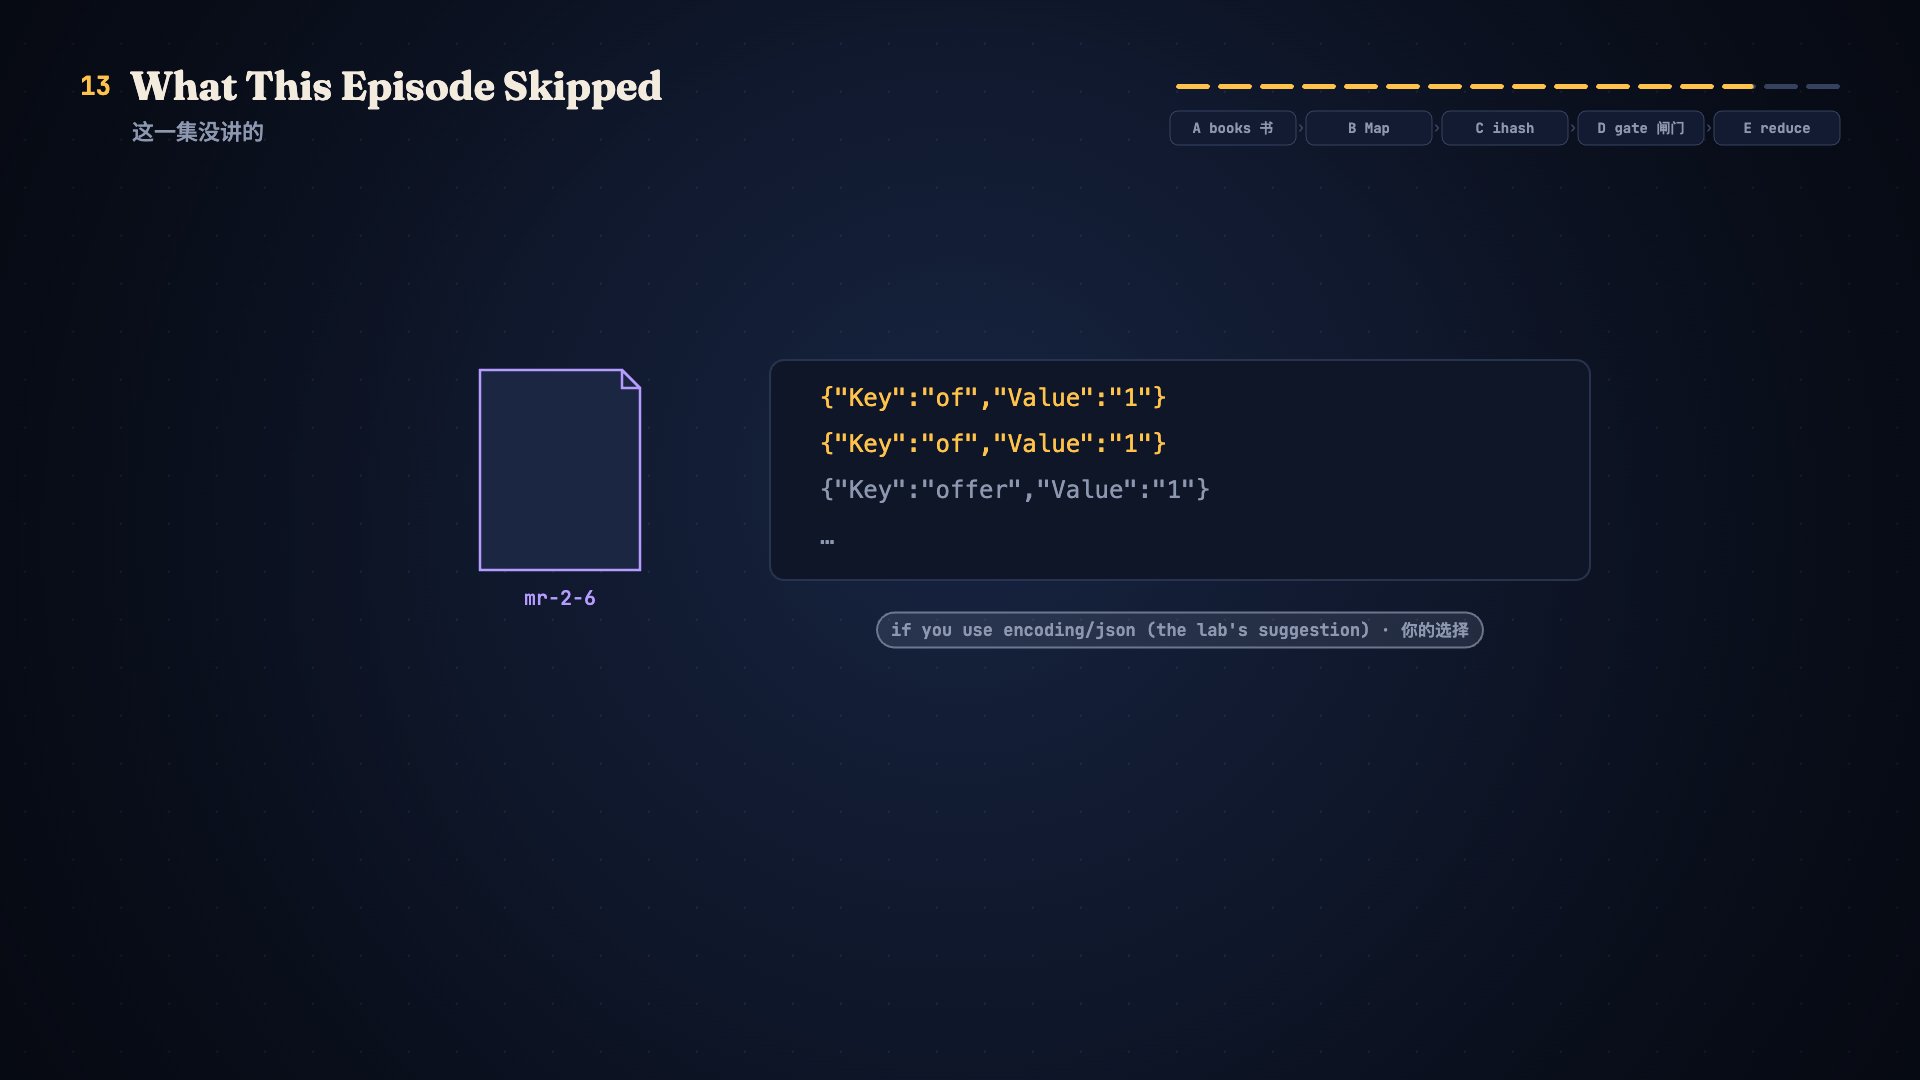 13 What This Episode Skipped
这一集没讲的
A books 书 › B Map › C ihash › D gate 闸门 › E reduce
{"Key":"of","Value":"1"}
{"Key":"of","Value":"1"}
{"Key":"offer","Value":"1"}
…
mr-2-6
if you use encoding/json (the lab's suggestion) · 你的选择